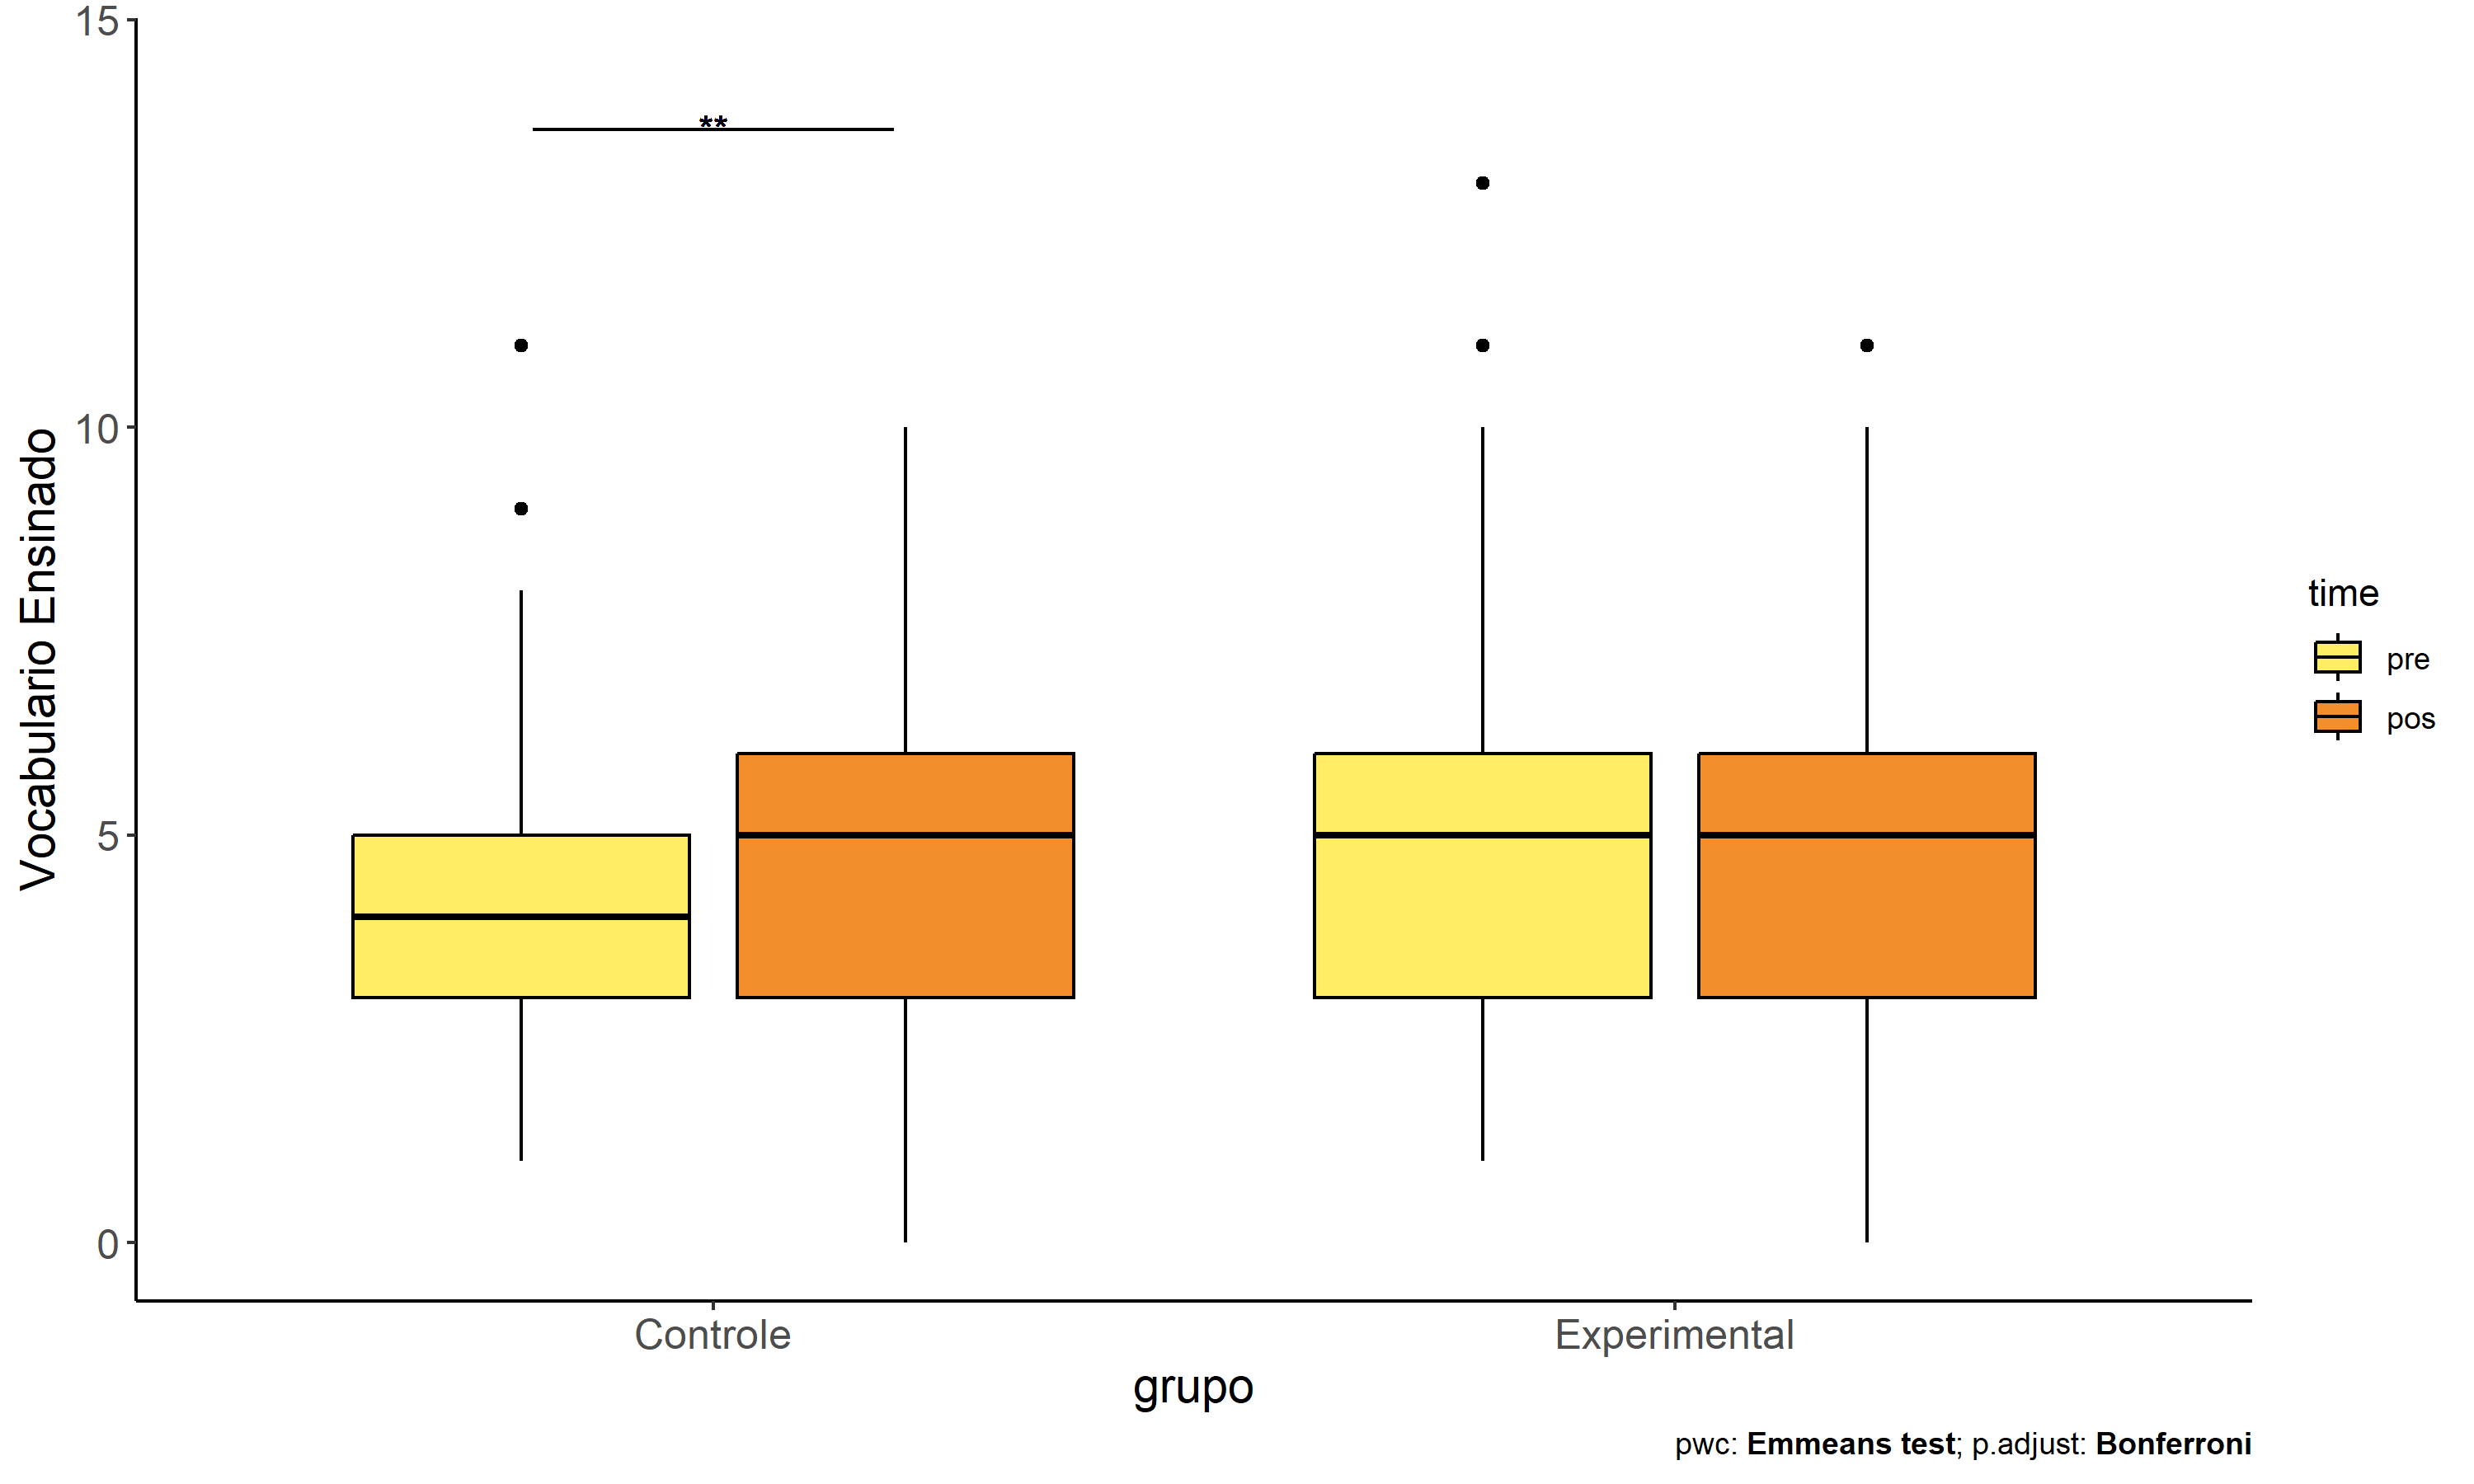 15
**
10
5
0
Vocabulario Ensinado
Controle
Experimental
grupo
time
pre
pos
pwc: Emmeans test; p.adjust: Bonferroni